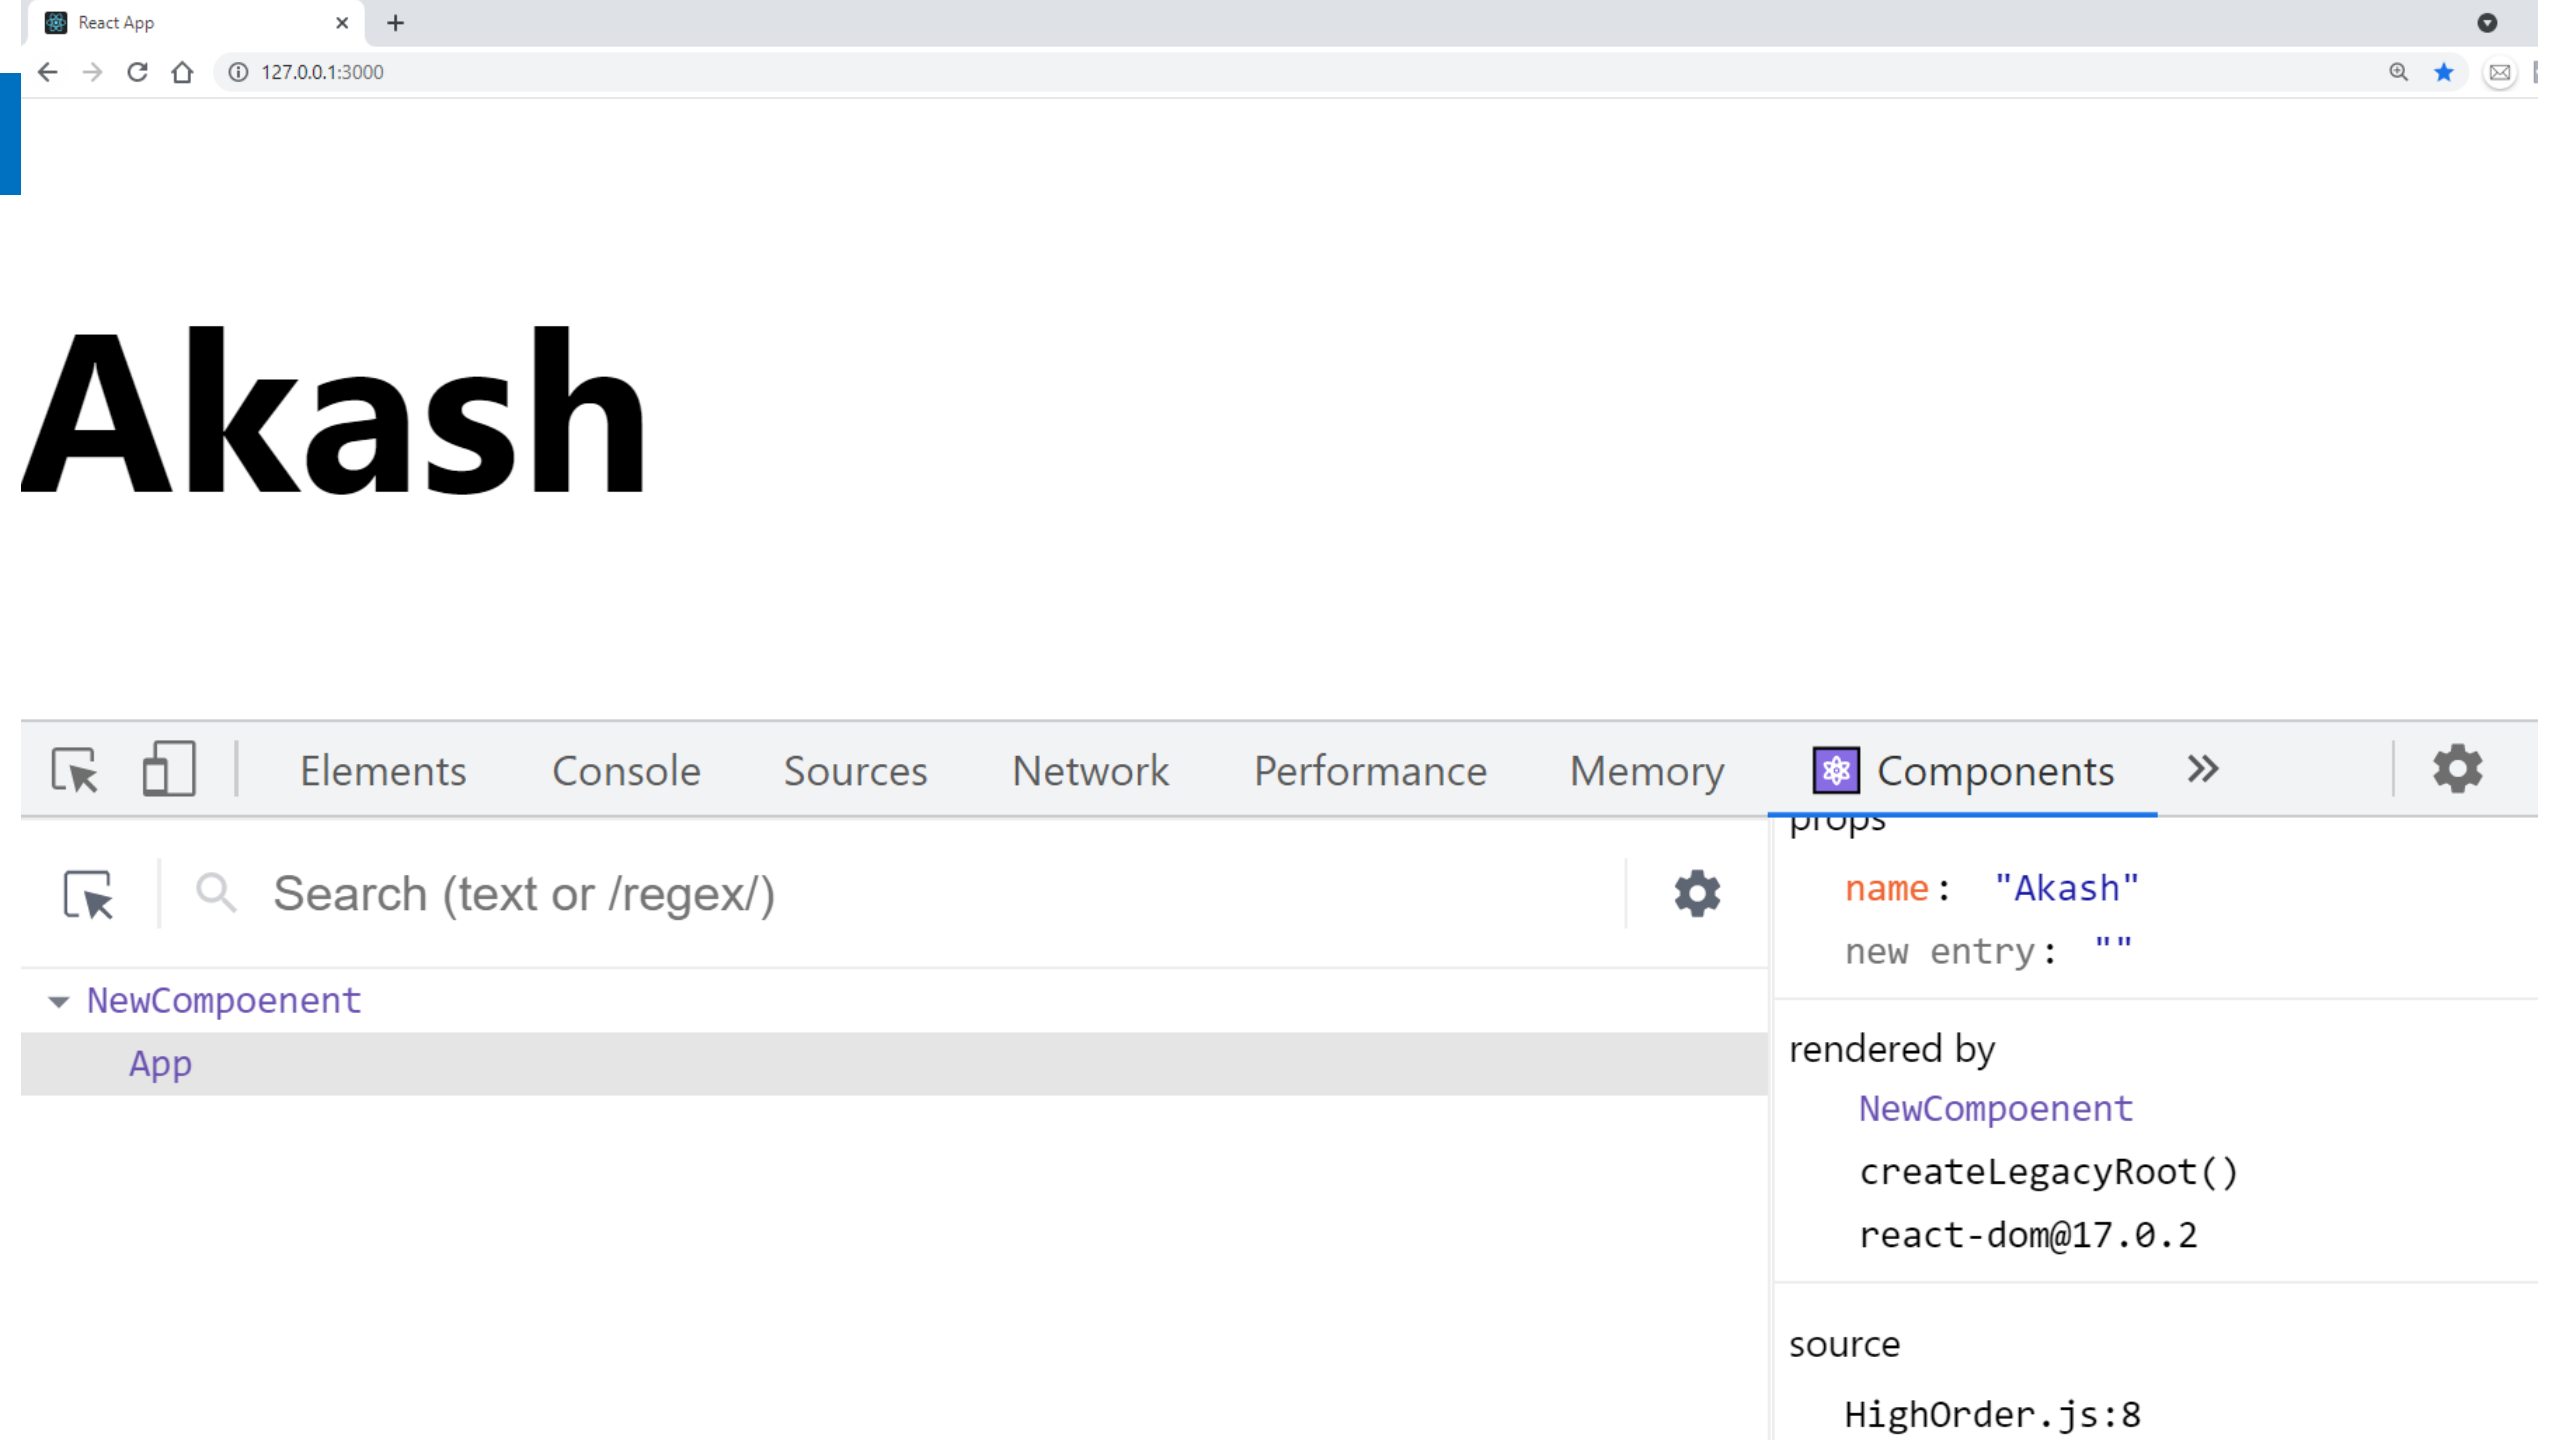 React App
127.0.0.1:3000
Akash
Elements Console Sources Network Performance Memory Components
Search (text or /regex/)
NewCompoenent
App
props
name: "Akash"
new entry: ""
rendered by
NewCompoenent
createLegacyRoot()
react-dom@17.0.2
source
HighOrder.js:8